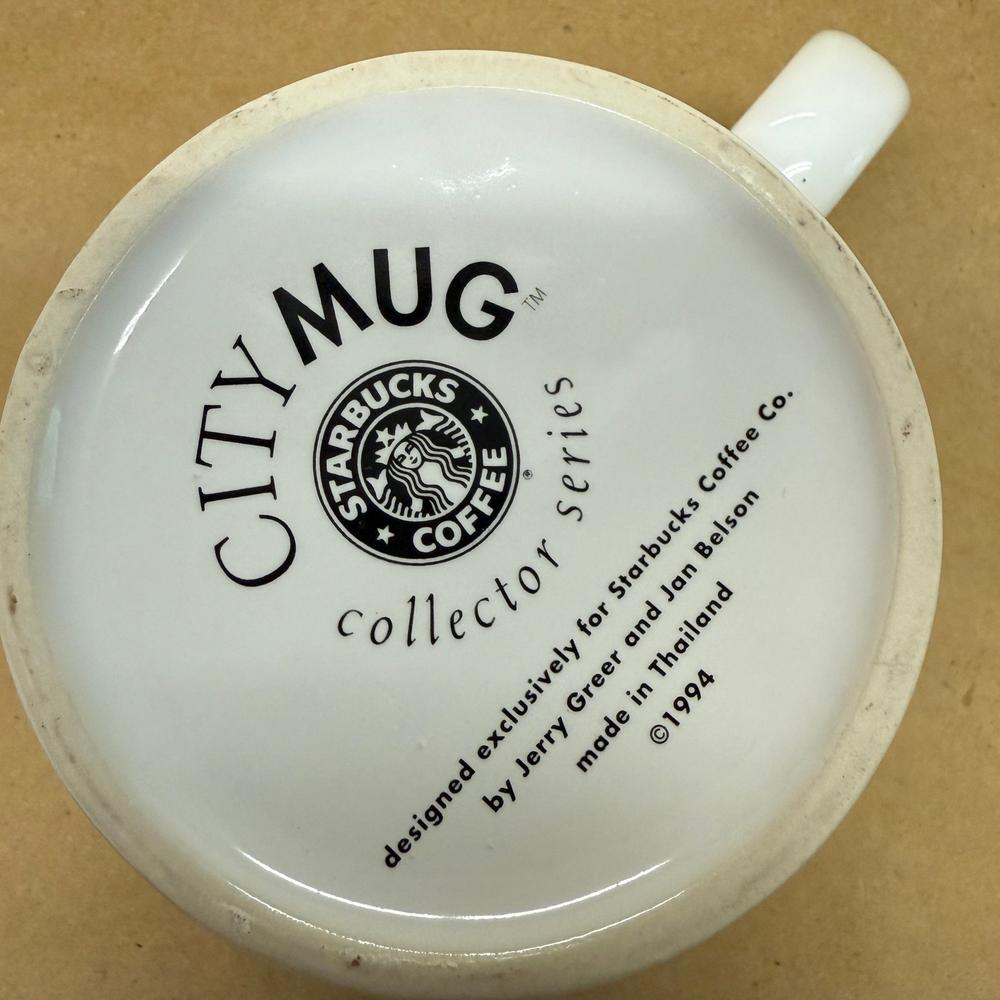 CITY MUG™
STARBUCKS COFFEE
®
collector series
designed exclusively for Starbucks Coffee Co.
by Jerry Greer and Jan Belson
made in Thailand
©1994